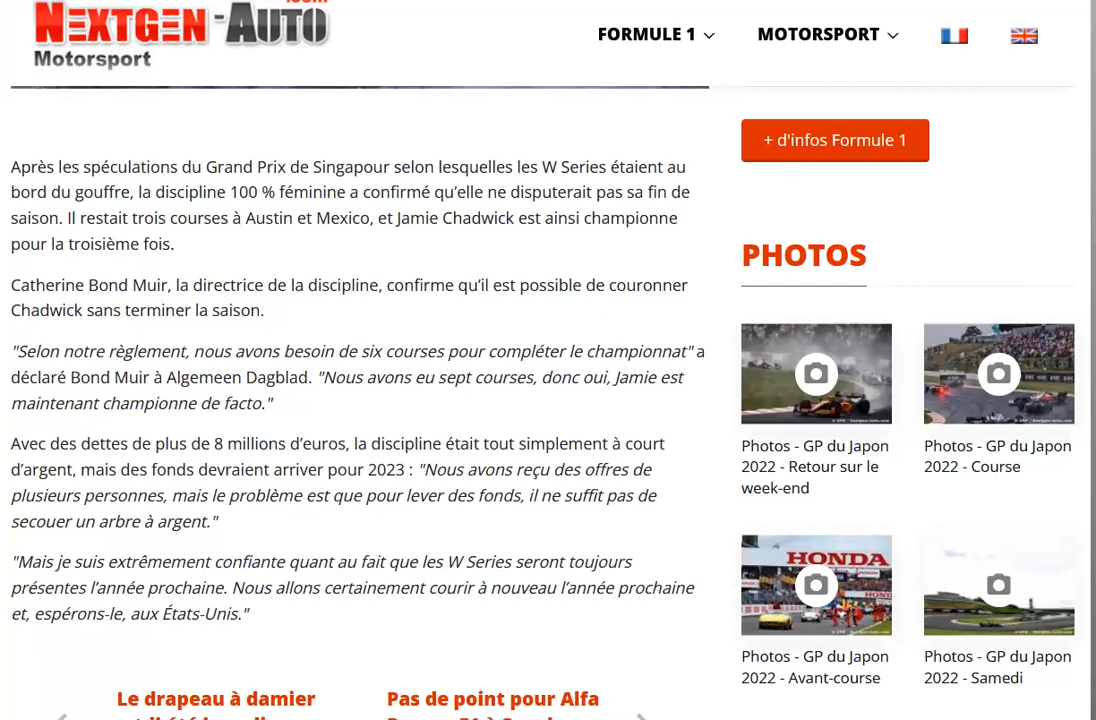 NEXTGEN-AUTO
Motorsport
FORMULE 1
MOTORSPORT
+ d'infos Formule 1
Après les spéculations du Grand Prix de Singapour selon lesquelles les W Series étaient au
bord du gouffre, la discipline 100 % féminine a confirmé qu’elle ne disputerait pas sa fin de
saison. Il restait trois courses à Austin et Mexico, et Jamie Chadwick est ainsi championne
pour la troisième fois.
Catherine Bond Muir, la directrice de la discipline, confirme qu’il est possible de couronner
Chadwick sans terminer la saison.
"Selon notre règlement, nous avons besoin de six courses pour compléter le championnat" a
déclaré Bond Muir à Algemeen Dagblad. "Nous avons eu sept courses, donc oui, Jamie est
maintenant championne de facto."
Avec des dettes de plus de 8 millions d’euros, la discipline était tout simplement à court
d’argent, mais des fonds devraient arriver pour 2023 : "Nous avons reçu des offres de
plusieurs personnes, mais le problème est que pour lever des fonds, il ne suffit pas de
secouer un arbre à argent."
"Mais je suis extrêmement confiante quant au fait que les W Series seront toujours
présentes l’année prochaine. Nous allons certainement courir à nouveau l’année prochaine
et, espérons-le, aux États-Unis."
Le drapeau à damier
Pas de point pour Alfa
PHOTOS
Photos - GP du Japon
2022 - Retour sur le
week-end
Photos - GP du Japon
2022 - Course
HONDA
HONDA
Photos - GP du Japon
2022 - Avant-course
Photos - GP du Japon
2022 - Samedi